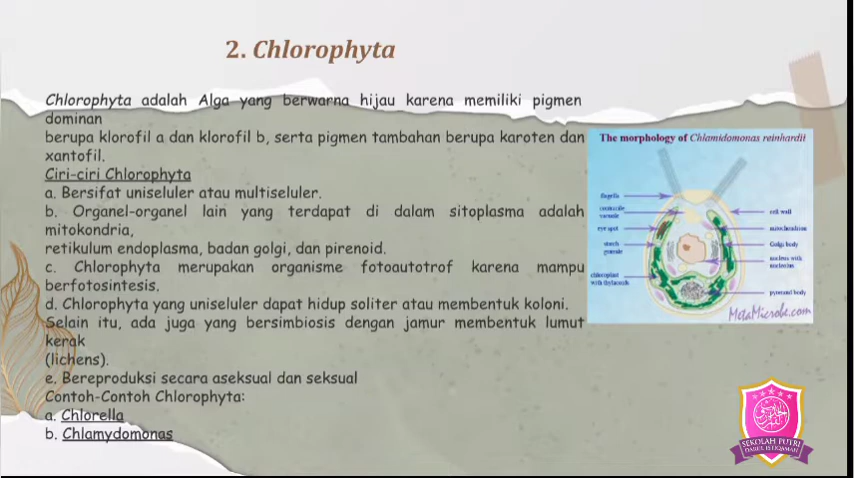 2. Chlorophyta
Chlorophyta adalah Alga yang berwarna hijau karena memiliki pigmen
dominan
berupa klorofil a dan klorofil b, serta pigmen tambahan berupa karoten dan
xantofil.
Ciri-ciri Chlorophyta
a. Bersifat uniseluler atau multiseluler.
b. Organel-organel lain yang terdapat di dalam sitoplasma adalah
mitokondria,
retikulum endoplasma, badan golgi, dan pirenoid.
c. Chlorophyta merupakan organisme fotoautotrof karena mampu
berfotosintesis.
d. Chlorophyta yang uniseluler dapat hidup soliter atau membentuk koloni.
Selain itu, ada juga yang bersimbiosis dengan jamur membentuk lumut
kerak
(lichens).
e. Bereproduksi secara aseksual dan seksual
Contoh-Contoh Chlorophyta:
a. Chlorella
b. Chlamydomonas
The morphology of Chlamidomonas reinhardii
flagella
contractile
vacuole
eye spot
starch
granule
chloroplast
with thylacoids
cell wall
mitochondrion
Golgi body
nucleus with
nucleolus
pyrenoid body
MetaMicrobe.com
SEKOLAH PUTRI
DARUL ISTIQAMAH